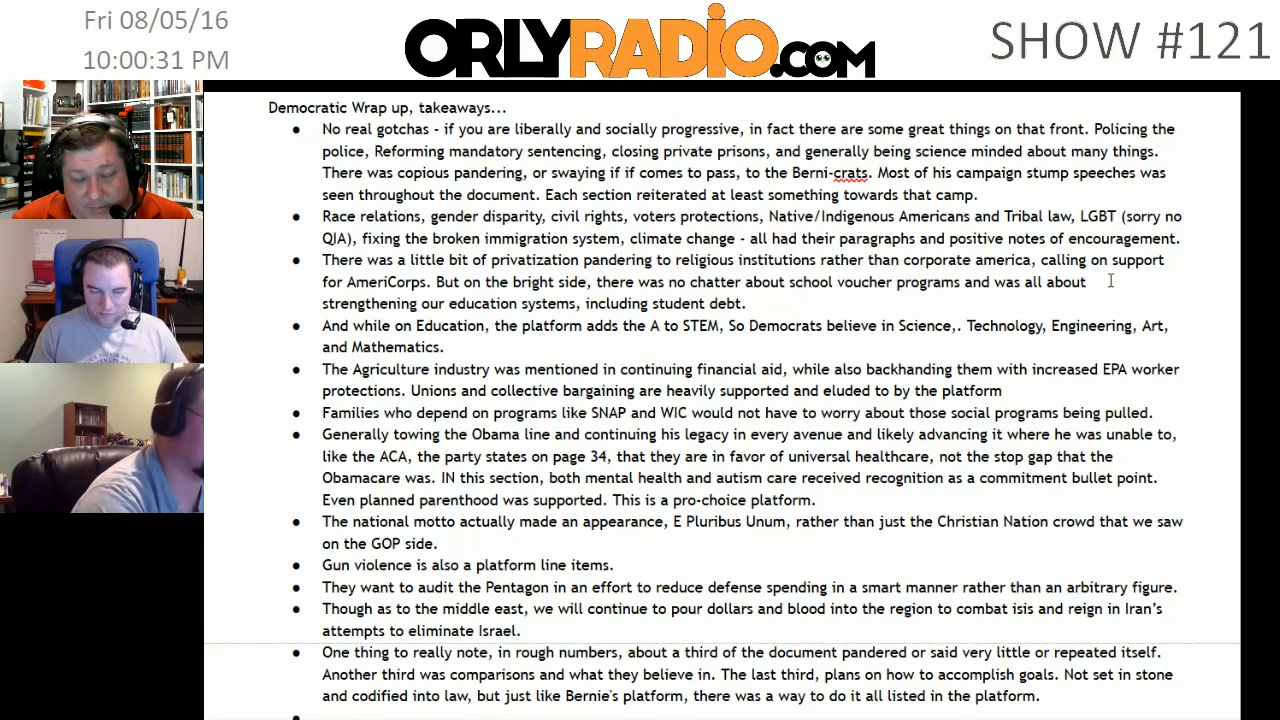 Fri 08/05/16
10:00:31 PM
ORLYRADiO.COM
SHOW #121
Democratic Wrap up, takeaways...
● No real gotchas - if you are liberally and socially progressive, in fact there are some great things on that front. Policing the
police, Reforming mandatory sentencing, closing private prisons, and generally being science minded about many things.
There was copious pandering, or swaying if if comes to pass, to the Berni-crats. Most of his campaign stump speeches was
seen throughout the document. Each section reiterated at least something towards that camp.
● Race relations, gender disparity, civil rights, voters protections, Native/Indigenous Americans and Tribal law, LGBT (sorry no
QIA), fixing the broken immigration system, climate change - all had their paragraphs and positive notes of encouragement.
● There was a little bit of privatization pandering to religious institutions rather than corporate america, calling on support
for AmeriCorps. But on the bright side, there was no chatter about school voucher programs and was all about
strengthening our education systems, including student debt.
● And while on Education, the platform adds the A to STEM, So Democrats believe in Science,. Technology, Engineering, Art,
and Mathematics.
● The Agriculture industry was mentioned in continuing financial aid, while also backhanding them with increased EPA worker
protections. Unions and collective bargaining are heavily supported and eluded to by the platform
● Families who depend on programs like SNAP and WIC would not have to worry about those social programs being pulled.
● Generally towing the Obama line and continuing his legacy in every avenue and likely advancing it where he was unable to,
like the ACA, the party states on page 34, that they are in favor of universal healthcare, not the stop gap that the
Obamacare was. IN this section, both mental health and autism care received recognition as a commitment bullet point.
Even planned parenthood was supported. This is a pro-choice platform.
● The national motto actually made an appearance, E Pluribus Unum, rather than just the Christian Nation crowd that we saw
on the GOP side.
● Gun violence is also a platform line items.
● They want to audit the Pentagon in an effort to reduce defense spending in a smart manner rather than an arbitrary figure.
● Though as to the middle east, we will continue to pour dollars and blood into the region to combat isis and reign in Iran's
attempts to eliminate Israel.
● One thing to really note, in rough numbers, about a third of the document pandered or said very little or repeated itself.
Another third was comparisons and what they believe in. The last third, plans on how to accomplish goals. Not set in stone
and codified into law, but just like Bernie's platform, there was a way to do it all listed in the platform.